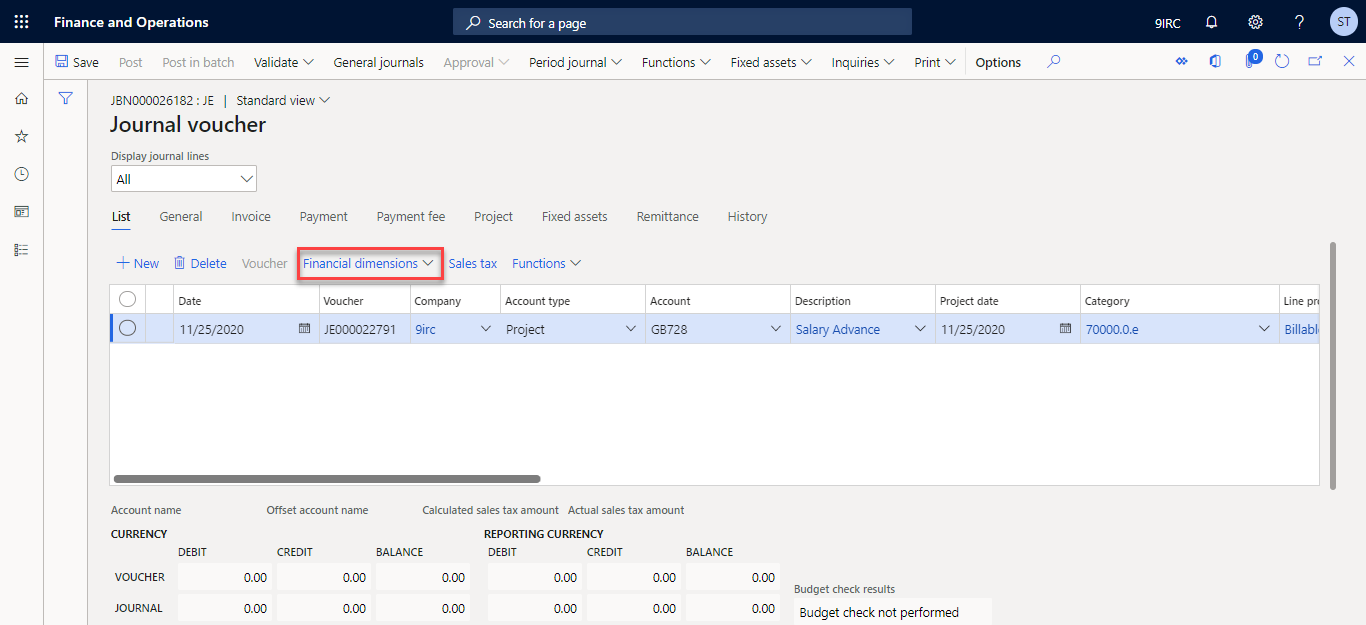 Finance and Operations Search for a page 9IRC ST
Save Post Post in batch Validate General journals Approval Period journal Functions Fixed assets Inquiries Print Options 0
JBN000026182 : JE | Standard view
Journal voucher
Display journal lines
All
List General Invoice Payment Payment fee Project Fixed assets Remittance History
New Delete Voucher Financial dimensions Sales tax Functions
Date Voucher Company Account type Account Description Project date Category Line pr
11/25/2020 JE000022791 9irc Project GB728 Salary Advance 11/25/2020 70000.0.e Billabl
Account name Offset account name Calculated sales tax amount Actual sales tax amount
CURRENCY REPORTING CURRENCY
DEBIT CREDIT BALANCE DEBIT CREDIT BALANCE
VOUCHER 0.00 0.00 0.00 0.00 0.00 0.00
Budget check results
JOURNAL 0.00 0.00 0.00 0.00 0.00 0.00
Budget check not performed